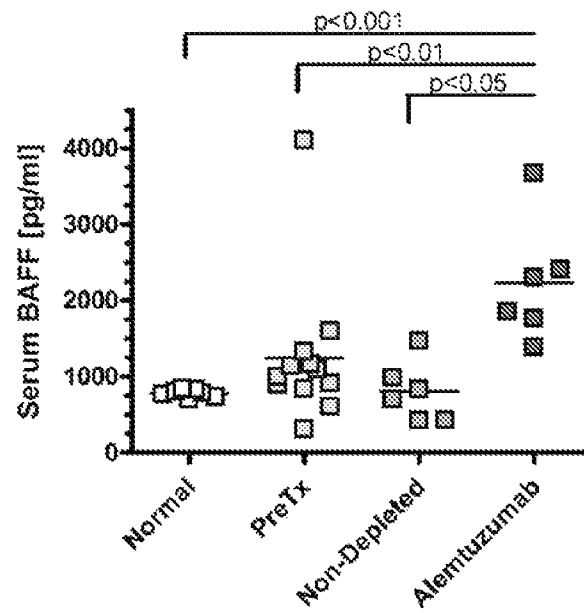 p<0.001
p<0.01
p<0.05
Serum BAFF [pg/ml]
4000
3000
2000
1000
0
Normal
PreTx
Non-Depleted
Alemtuzumab